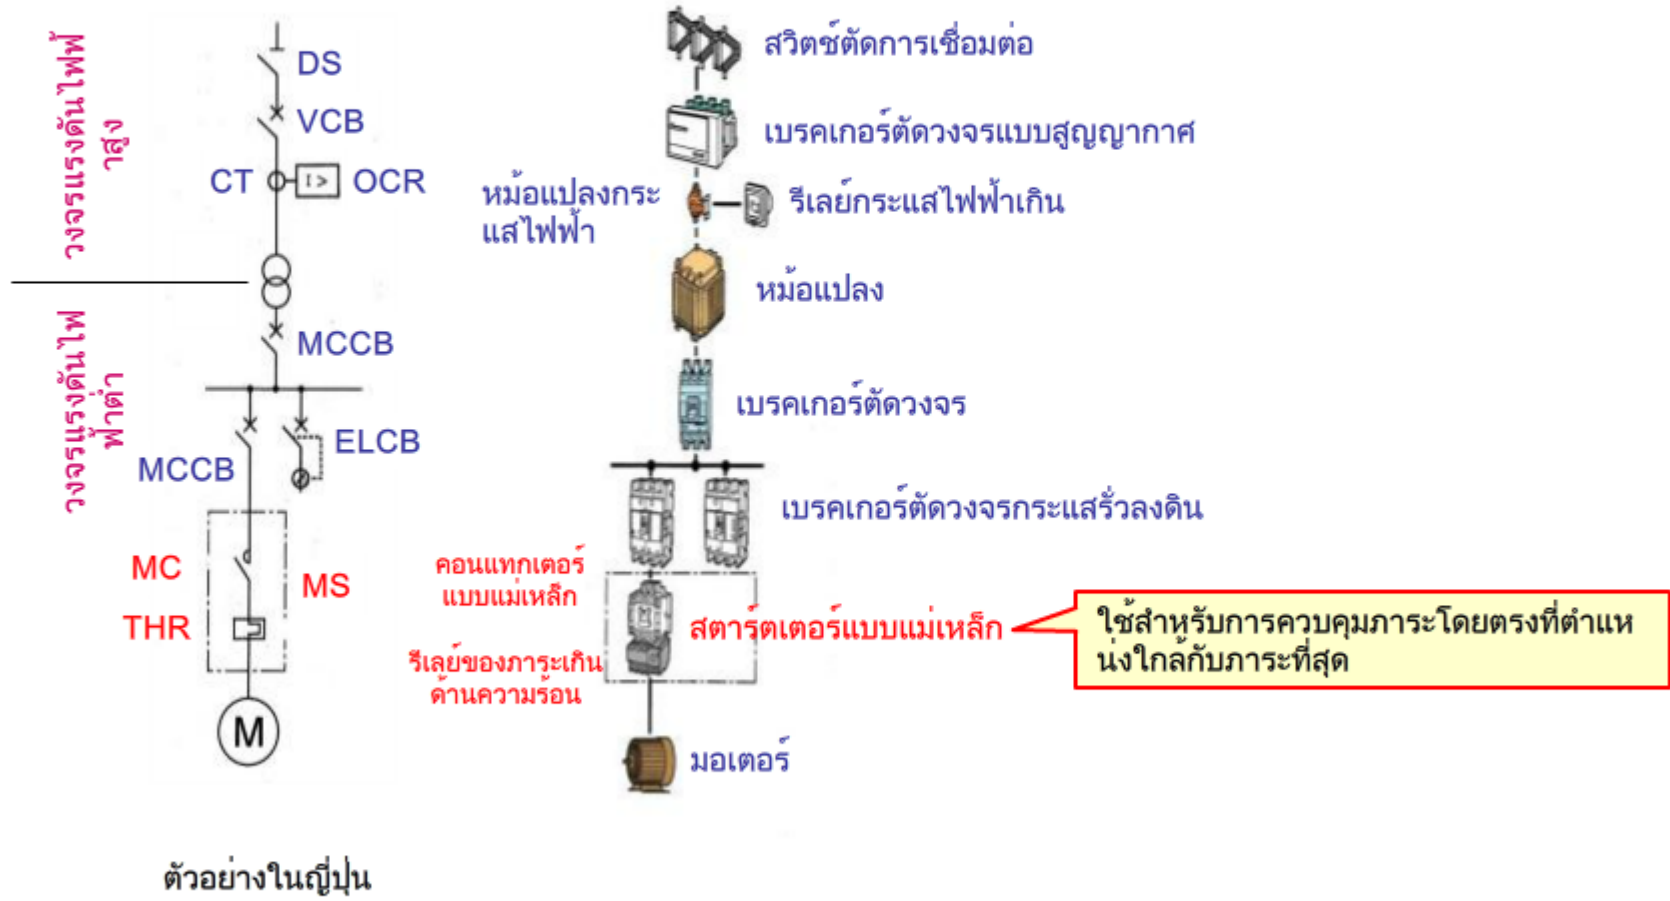 วงจรแรงดันไฟฟ้
าสูง
DS
VCB
CT
I >
OCR
วงจรแรงดันไฟ
ฟ้าต่ำ
MCCB
MCCB
ELCB
MC
MS
THR
M
สวิตช์ตัดการเชื่อมต่อ
เบรคเกอร์ตัดวงจรแบบสูญญากาศ
หม้อแปลงกระ
แสไฟฟ้า
รีเลย์กระแสไฟฟ้าเกิน
หม้อแปลง
เบรคเกอร์ตัดวงจร
เบรคเกอร์ตัดวงจรกระแสรั่วลงดิน
คอนแทกเตอร์
แบบแม่เหล็ก
สตาร์ตเตอร์แบบแม่เหล็ก
รีเลย์ของภาระเกิน
ด้านความร้อน
ใช้สำหรับการควบคุมภาระโดยตรงที่ตำแห
น่งใกล้กับภาระที่สุด
มอเตอร์
ตัวอย่างในญี่ปุ่น